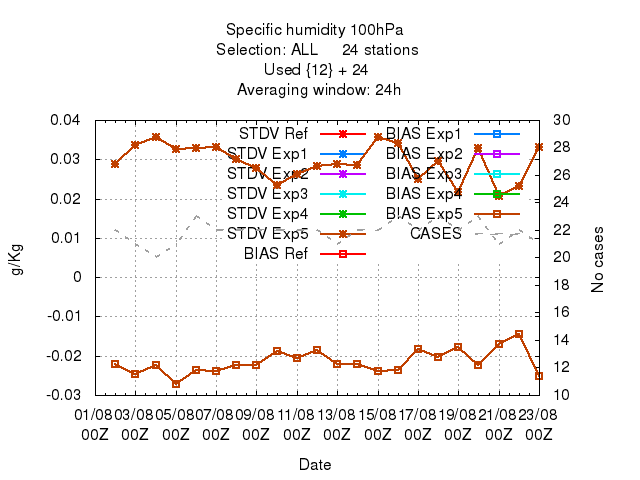 Specific humidity 100hPa
Selection: ALL 24 stations
Used {12} + 24
Averaging window: 24h
g/Kg
0.04
0.03
0.02
0.01
0
-0.01
-0.02
-0.03
STDV Ref
STDV Exp1
STDV Exp2
STDV Exp3
STDV Exp4
STDV Exp5
BIAS Ref
BIAS Exp1
BIAS Exp2
BIAS Exp3
BIAS Exp4
BIAS Exp5
CASES
30
28
26
24
22
20
18
16
14
12
10
No cases
01/08 03/08 05/08 07/08 09/08 11/08 13/08 15/08 17/08 19/08 21/08 23/08
00Z 00Z 00Z 00Z 00Z 00Z 00Z 00Z 00Z 00Z 00Z 00Z
Date